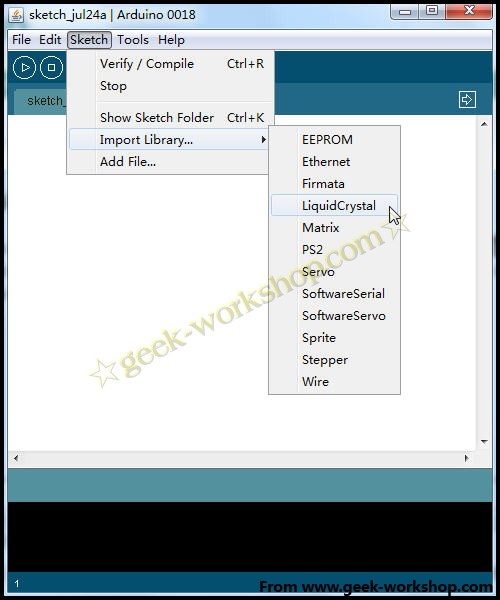 sketch_jul24a | Arduino 0018
File Edit Sketch Tools Help
Verify / Compile Ctrl+R
Stop
sketch_
Show Sketch Folder Ctrl+K
Import Library...
Add File...
EEPROM
Ethernet
Firmata
LiquidCrystal
Matrix
PS2
Servo
SoftwareSerial
SoftwareServo
Sprite
Stepper
Wire
☆geek-workshop.com☆
1
From www.geek-workshop.com